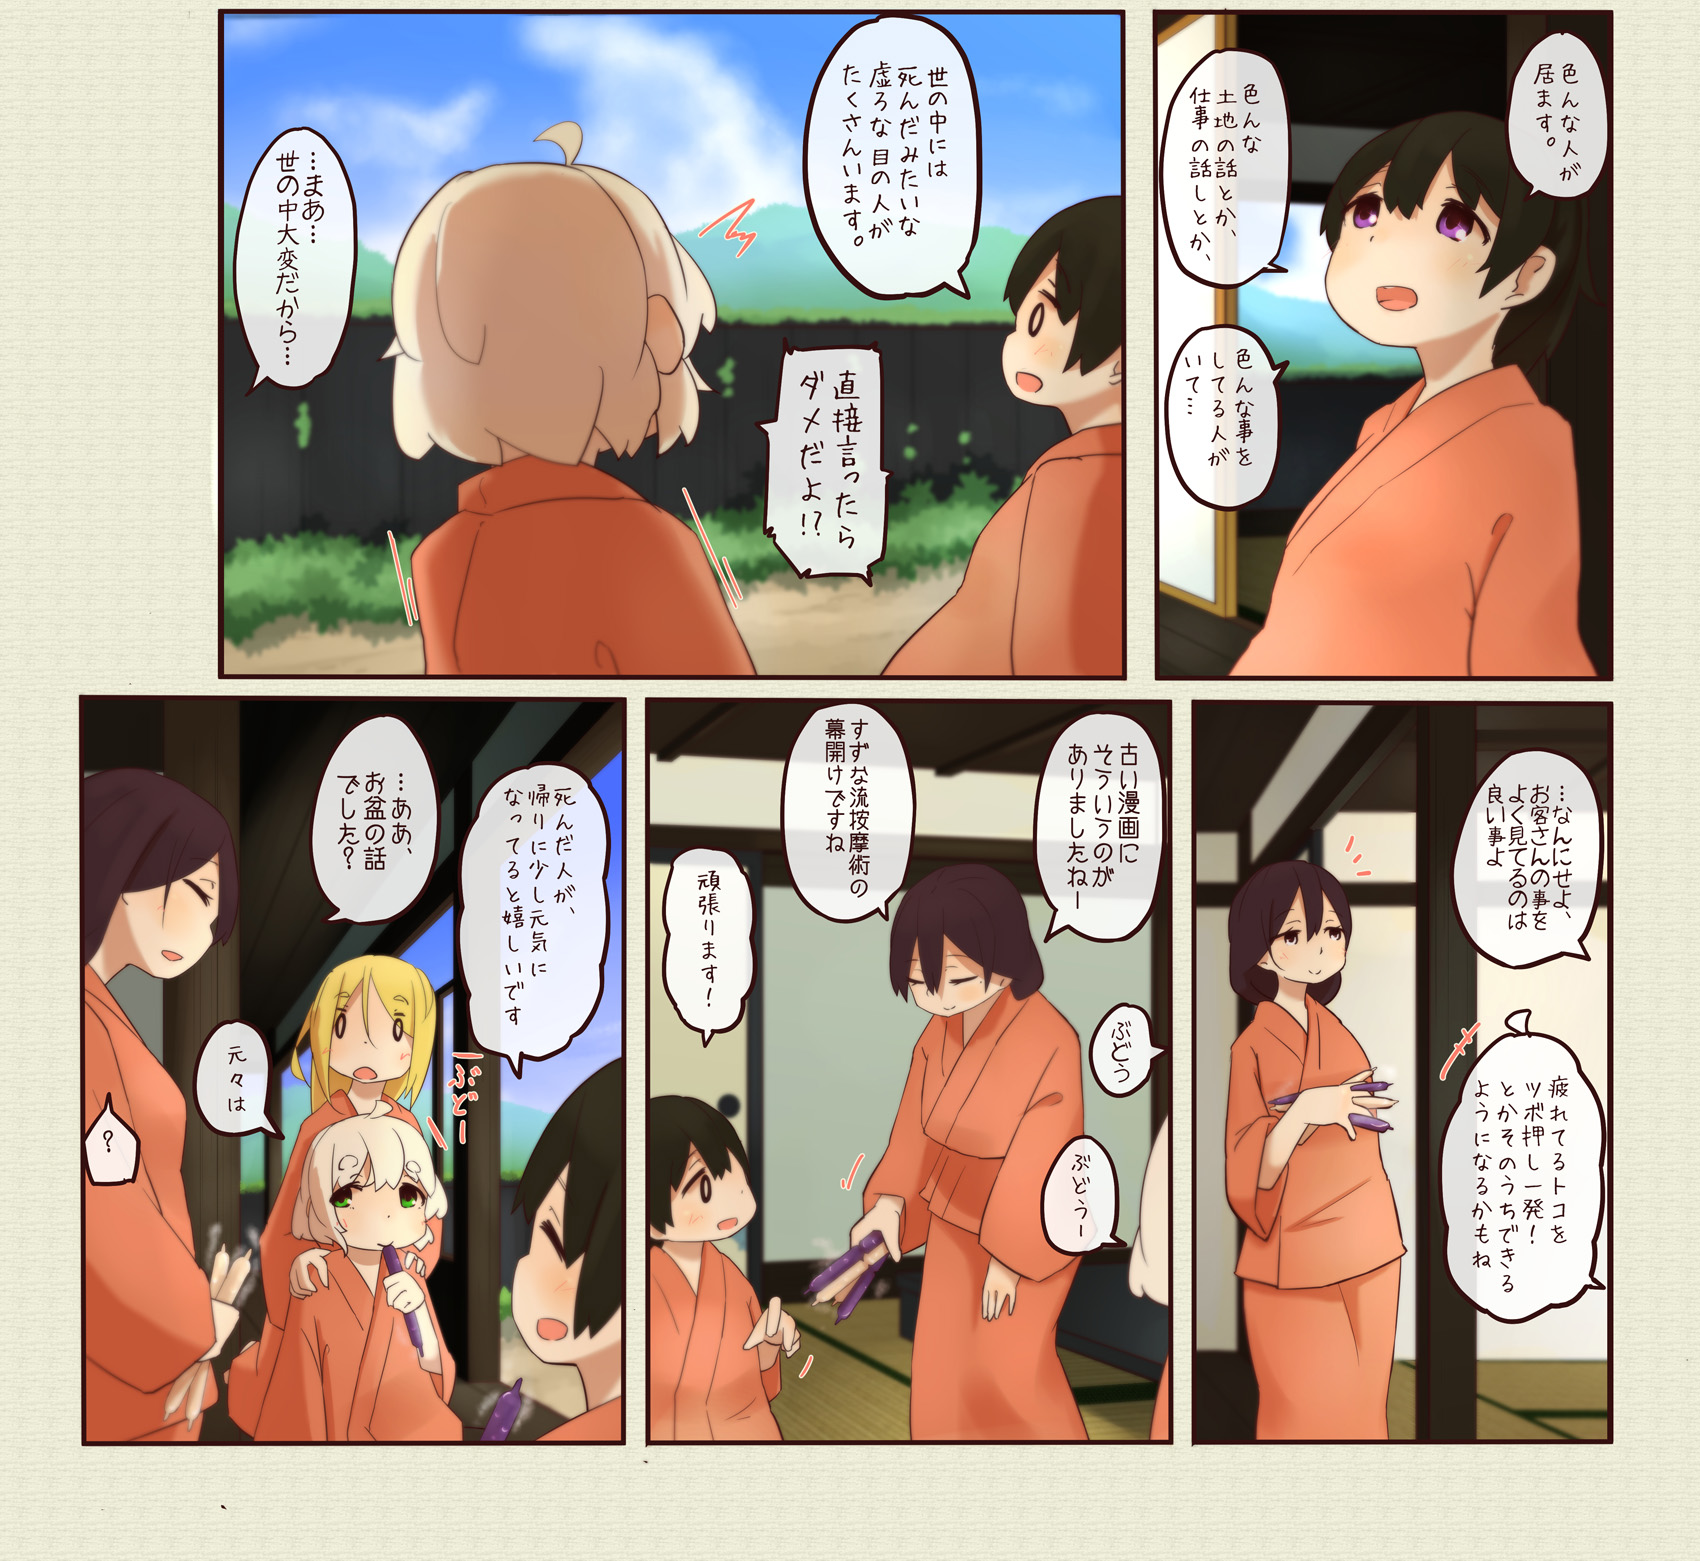 色んな人が
居ます。
色んな
土地の話とか、
仕事の話しとか、
色んな事を
してる人が
いて…
世の中には
死んだみたいな
虚ろな目の人が
たくさんいます。
直接言ったら
ダメだよ!?
…まあ…
世の中大変だから…
…なんにせよ、
お客さんの事を
よく見てるのは
良い事よ
疲れてるトコを
ツボ押し一発!
とかそのうちできる
ようになるかもね
古い漫画に
そういうのが
ありましたねー
すずな流按摩術の
幕開けですね
ぶどう
ぶどうー
頑張ります!
死んだ人が、
帰りに少し元気に
なってると嬉しいです
…ああ、
お盆の話
でした?
ぶどー
元々は
?